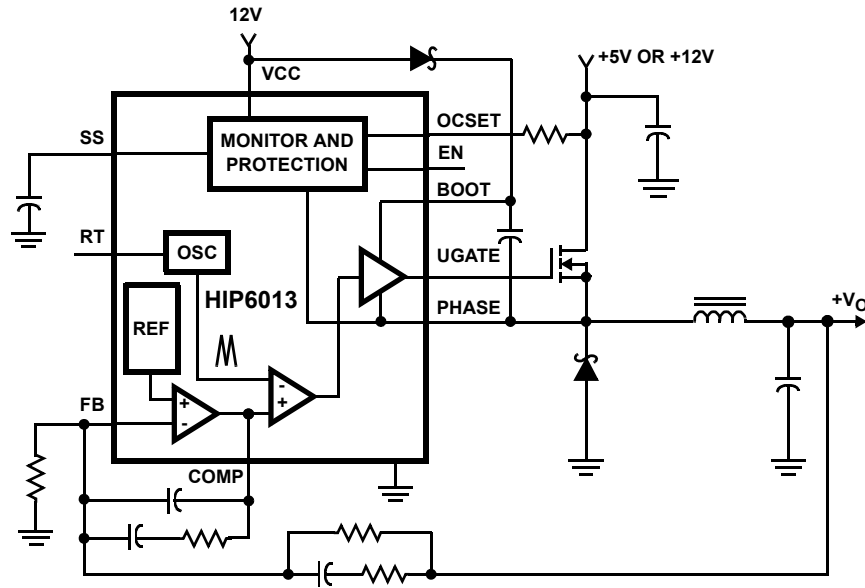 12V
VCC
+5V OR +12V
SS
MONITOR AND
PROTECTION
OCSET
EN
BOOT
RT
OSC
UGATE
HIP6013
REF
PHASE
+VO
FB
+
-
-
+
COMP